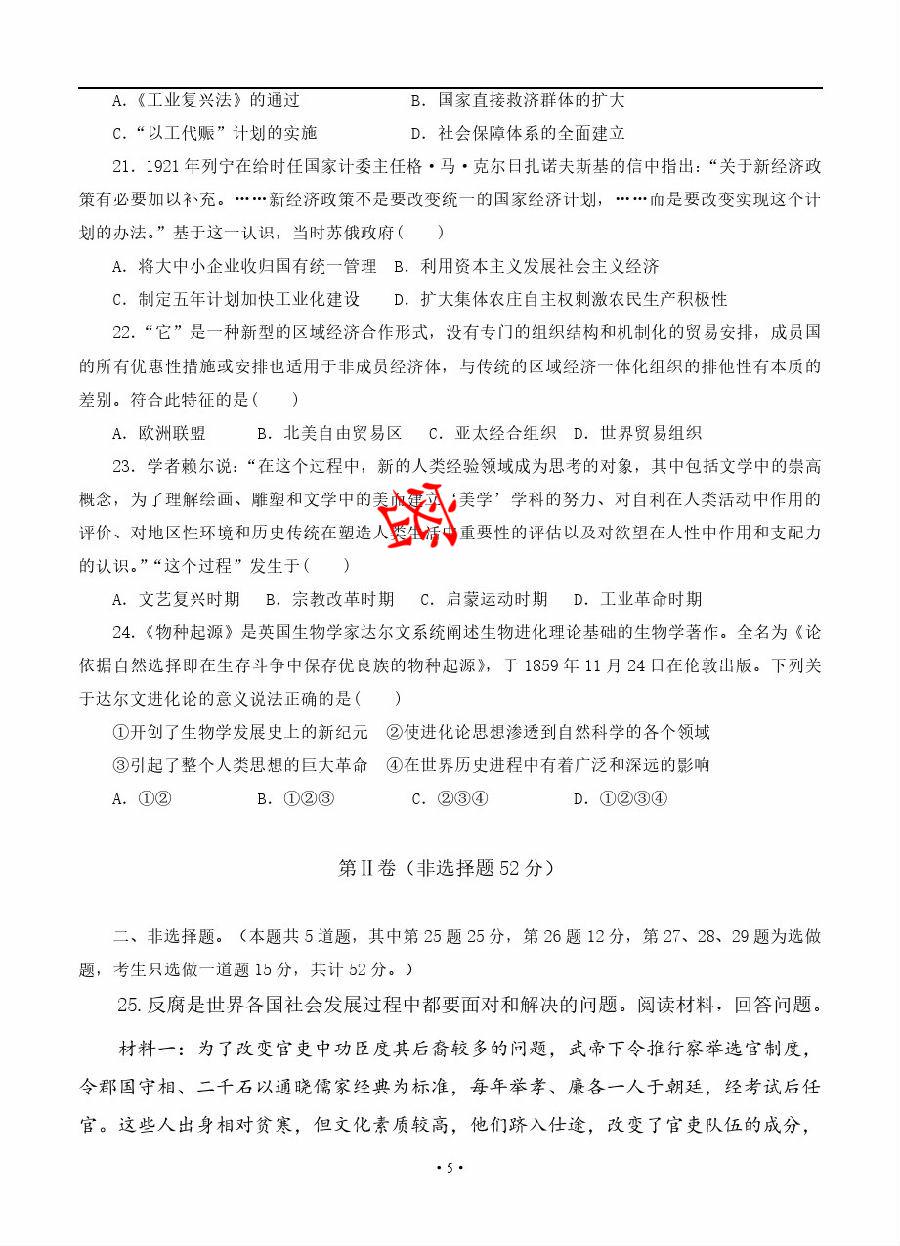 A.《工业复兴法》的通过 B. 国家直接救济群体的扩大
C.“以工代赈”计划的实施 D. 社会保障体系的全面建立
21. 1921年列宁在给时任国家计委主任格·马·克尔日扎诺夫斯基的信中指出：“关于新经济政
策有必要加以补充。……新经济政策不是要改变统一的国家经济计划，……而是要改变实现这个计
划的办法。”基于这一认识，当时苏俄政府( )
A. 将大中小企业收归国有统一管理 B. 利用资本主义发展社会主义经济
C. 制定五年计划加快工业化建设 D. 扩大集体农庄自主权刺激农民生产积极性
22.“它”是一种新型的区域经济合作形式，没有专门的组织结构和机制化的贸易安排，成员国
的所有优惠性措施或安排也适用于非成员经济体，与传统的区域经济一体化组织的排他性有本质的
差别。符合此特征的是( )
A. 欧洲联盟 B. 北美自由贸易区 C. 亚太经合组织 D. 世界贸易组织
23. 学者赖尔说：“在这个过程中，新的人类经验领域成为思考的对象，其中包括文学中的崇高
概念，为了理解绘画、雕塑和文学中的美而建立‘美学’学科的努力、对自利在人类活动中作用的
评价、对地区性环境和历史传统在塑造人类生活中重要性的评估以及对欲望在人性中作用和支配力
的认识。”“这个过程”发生于( )
A. 文艺复兴时期 B. 宗教改革时期 C. 启蒙运动时期 D. 工业革命时期
24.《物种起源》是英国生物学家达尔文系统阐述生物进化理论基础的生物学著作。全名为《论
依据自然选择即在生存斗争中保存优良族的物种起源》，于1859年11月24日在伦敦出版。下列关
于达尔文进化论的意义说法正确的是( )
①开创了生物学发展史上的新纪元 ②使进化论思想渗透到自然科学的各个领域
③引起了整个人类思想的巨大革命 ④在世界历史进程中有着广泛和深远的影响
A. ①② B. ①②③ C. ②③④ D. ①②③④
第Ⅱ卷（非选择题52分）
二、非选择题。（本题共5道题，其中第25题25分，第26题12分，第27、28、29题为选做
题，考生只选做一道题15分，共计52分。）
25. 反腐是世界各国社会发展过程中都要面对和解决的问题。阅读材料，回答问题。
材料一：为了改变官吏中功臣度其后裔较多的问题，武帝下令推行察举选官制度，
令郡国守相、二千石以通晓儒家经典为标准，每年举孝、廉各一人于朝廷，经考试后任
官。这些人出身相对贫寒，但文化素质较高，他们跻入仕途，改变了官吏队伍的成分，
·5·